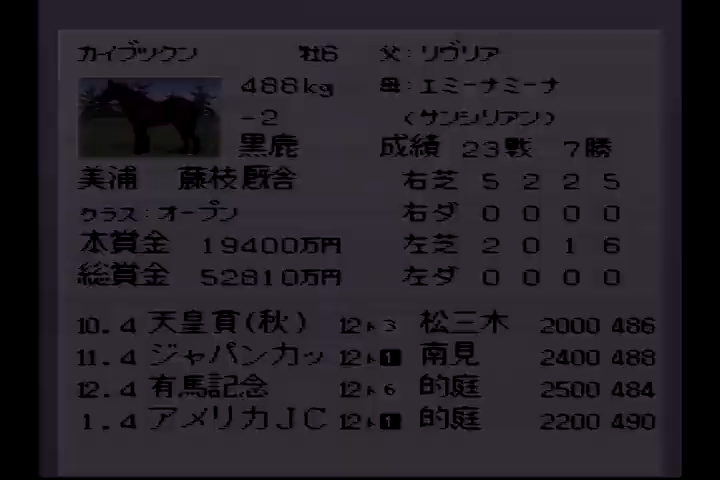 カイブツクン 牡6 父:リヴリア
488kg 母:エミーナミーナ
-2 (サンシリアン)
黒鹿 成績 23戦 7勝
美浦 藤枝厩舎 右芝 5 2 2 5
クラス:オープン 右ダ 0 0 0 0
本賞金 19400万円 左芝 2 0 1 6
総賞金 52810万円 左ダ 0 0 0 0
10.4 天皇賞(秋) 12ト3 松三木 2000 486
11.4 ジャパンカッ 12ト1 南見 2400 488
12.4 有馬記念 12ト6 的庭 2500 484
1.4 アメリカJC 12ト1 的庭 2200 490